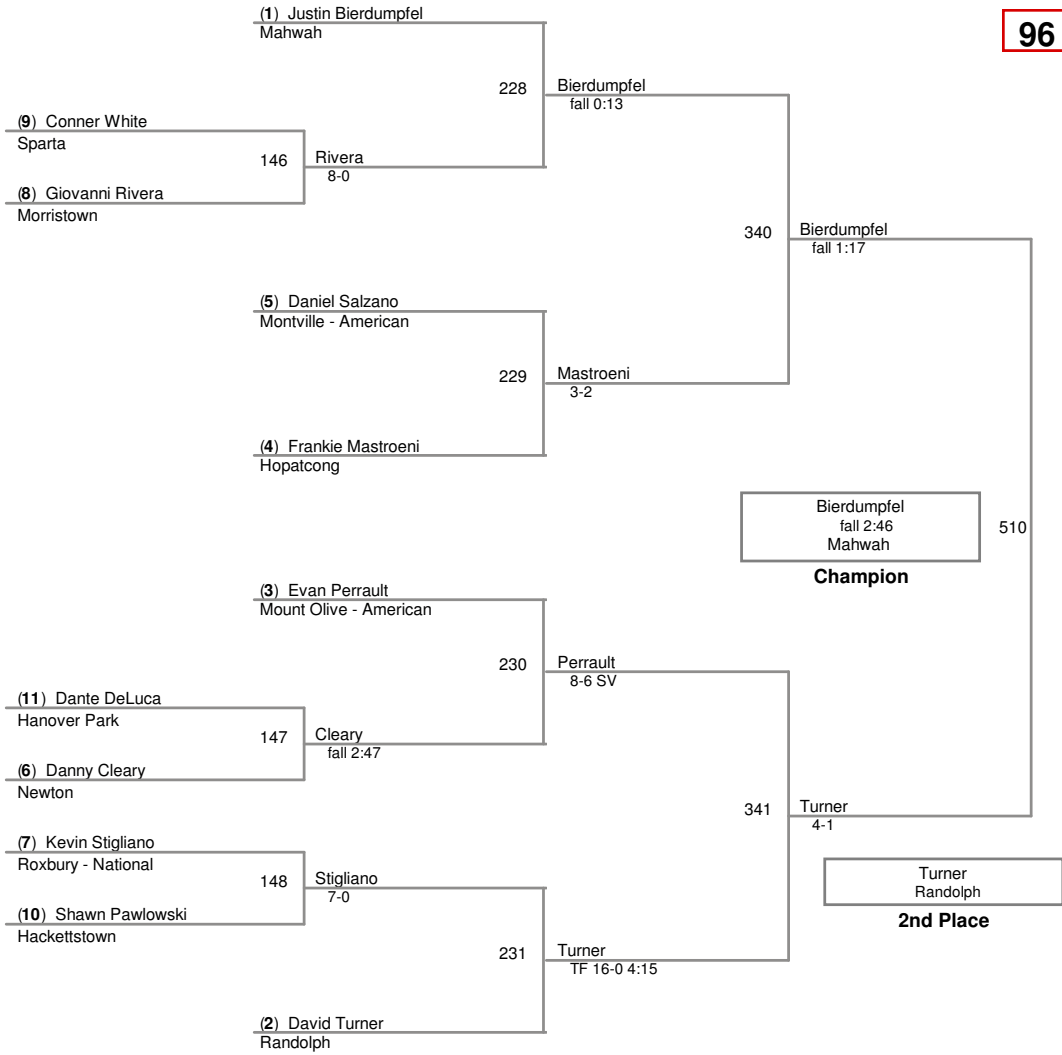 (1) Justin Bierdumpfel
Mahwah
96
228
Bierdumpfel
fall 0:13
(9) Conner White
Sparta
146
Rivera
8-0
(8) Giovanni Rivera
Morristown
340
Bierdumpfel
fall 1:17
(5) Daniel Salzano
Montville - American
229
Mastroeni
3-2
(4) Frankie Mastroeni
Hopatcong
Bierdumpfel
fall 2:46
Mahwah
510
Champion
(3) Evan Perrault
Mount Olive - American
230
Perrault
8-6 SV
(11) Dante DeLuca
Hanover Park
147
Cleary
fall 2:47
(6) Danny Cleary
Newton
341
Turner
4-1
(7) Kevin Stigliano
Roxbury - National
148
Stigliano
7-0
(10) Shawn Pawlowski
Hackettstown
Turner
Randolph
2nd Place
231
Turner
TF 16-0 4:15
(2) David Turner
Randolph